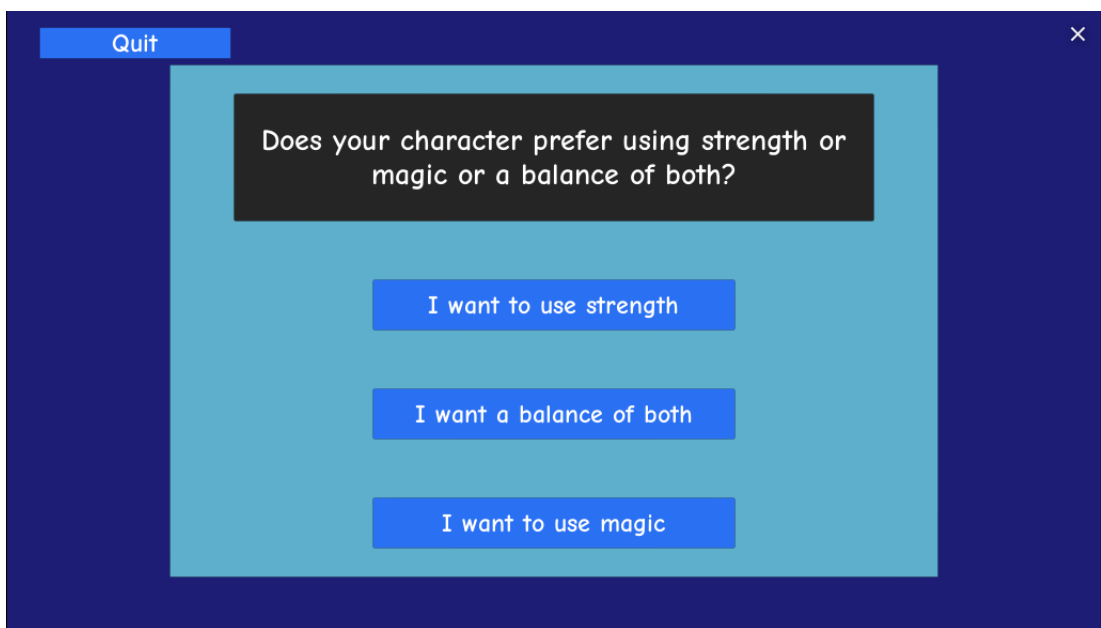 Quit
Does your character prefer using strength or
magic or a balance of both?
I want to use strength
I want a balance of both
I want to use magic